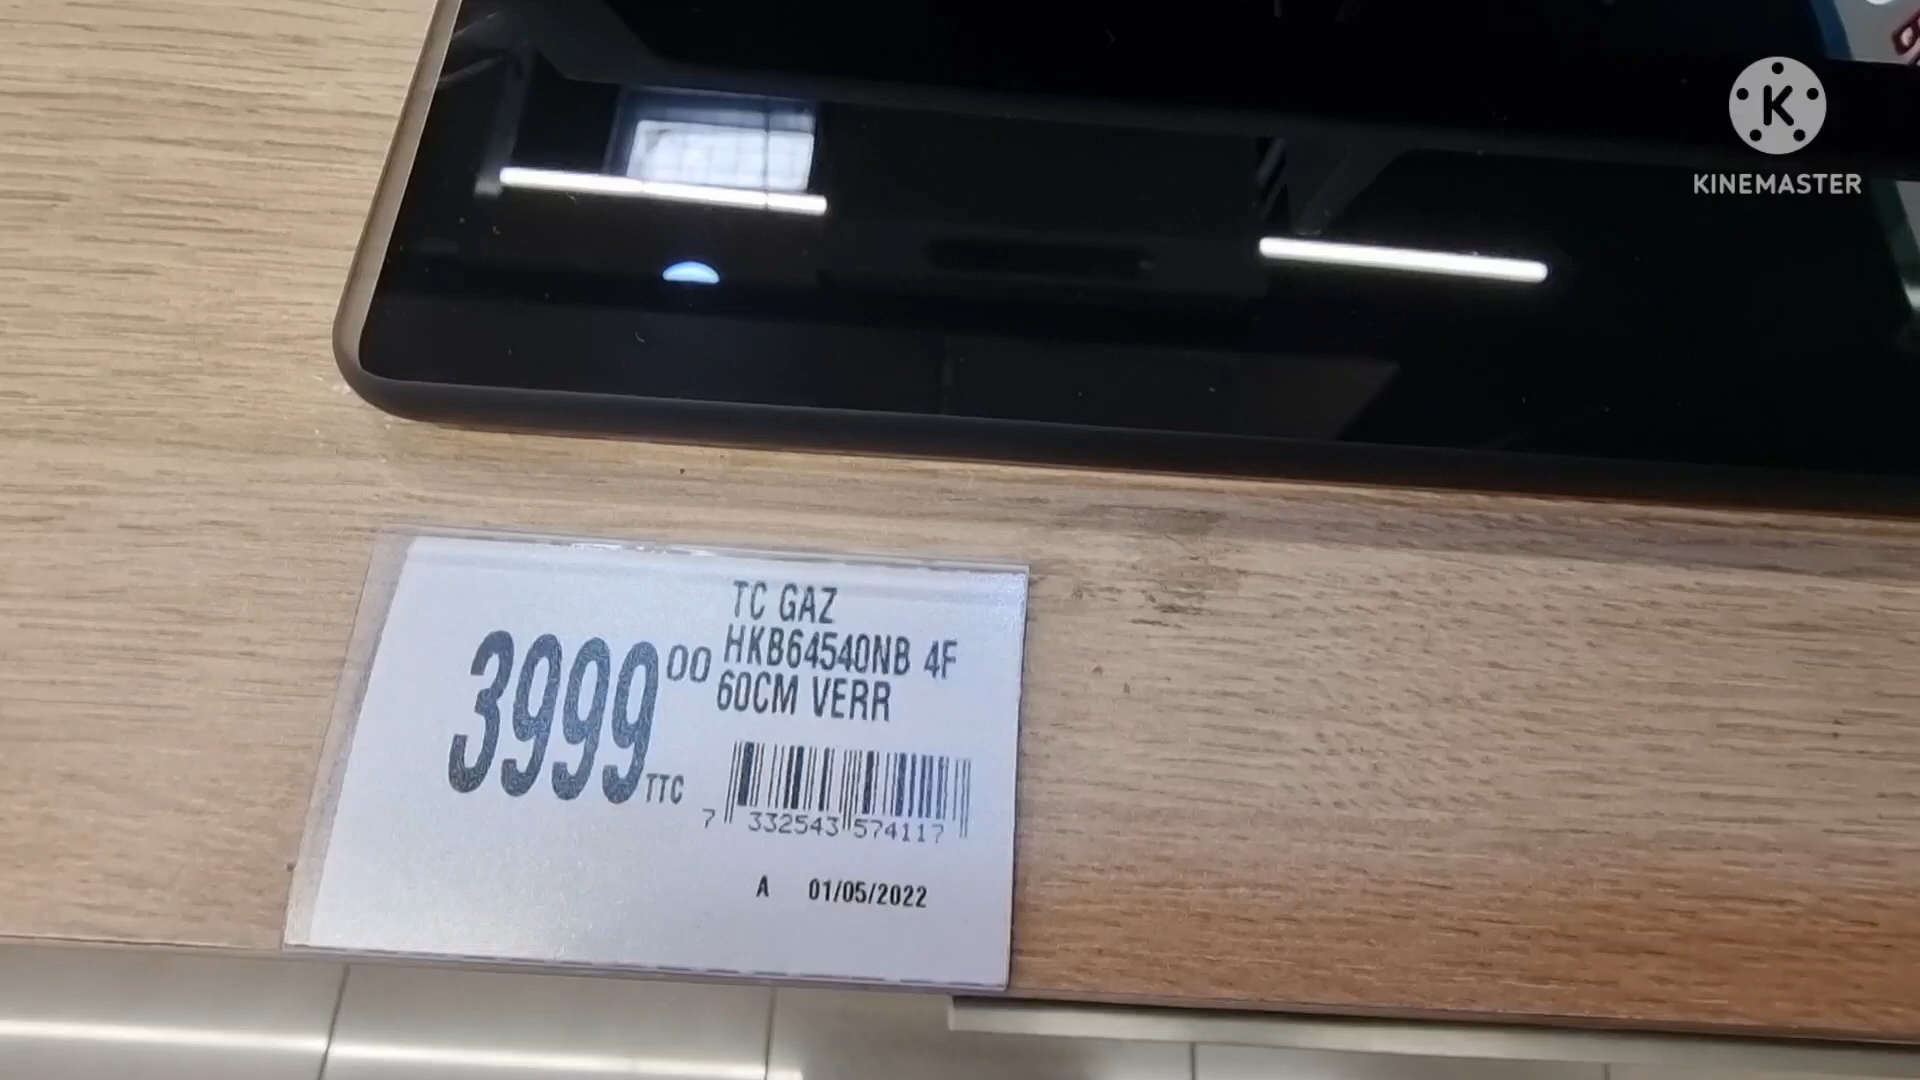 K
KINEMASTER
TC GAZ
HKB64540NB 4F
60CM VERR
3999 00 TTC
7 332543 574117
A 01/05/2022